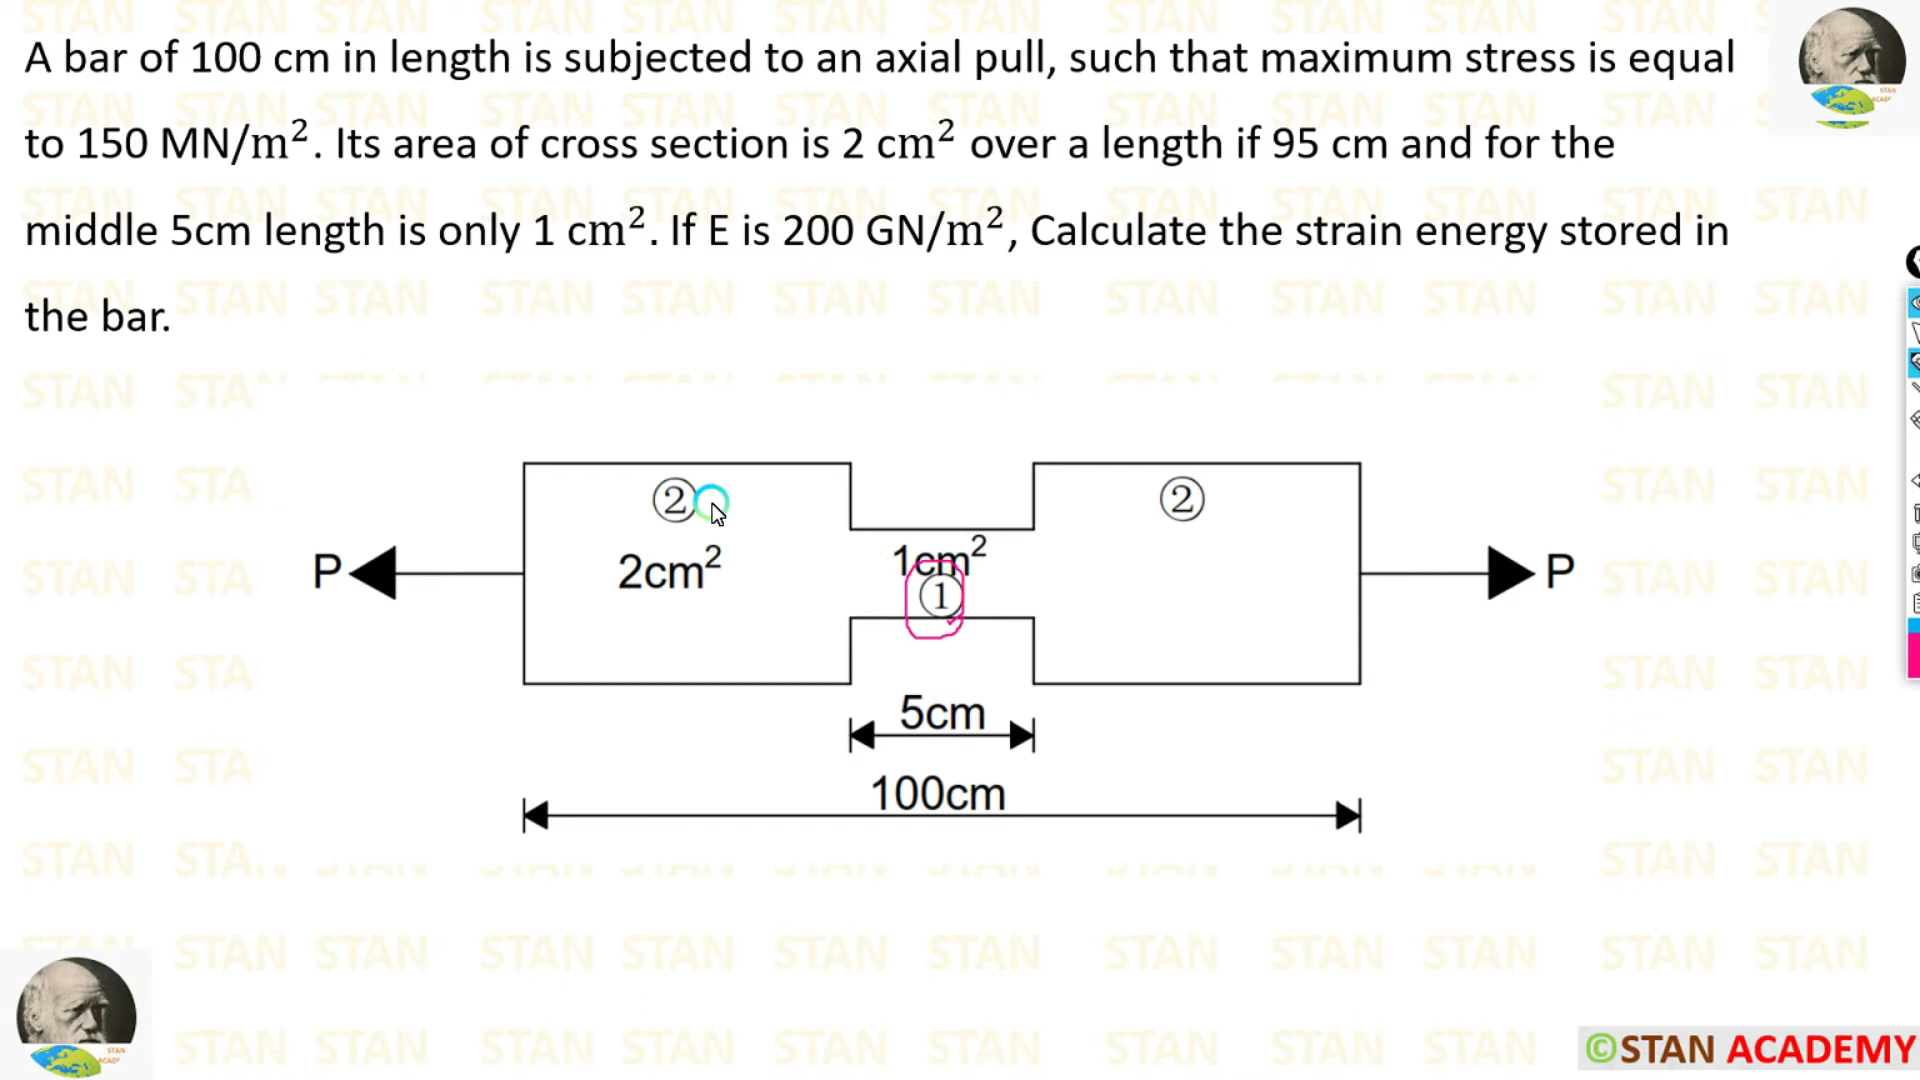 A bar of 100 cm in length is subjected to an axial pull, such that maximum stress is equal
to 150 MN/m². Its area of cross section is 2 cm² over a length if 95 cm and for the
middle 5cm length is only 1 cm². If E is 200 GN/m², Calculate the strain energy stored in
the bar.
② ②
P 2cm² 1cm² P
①
5cm
100cm
©STAN ACADEMY